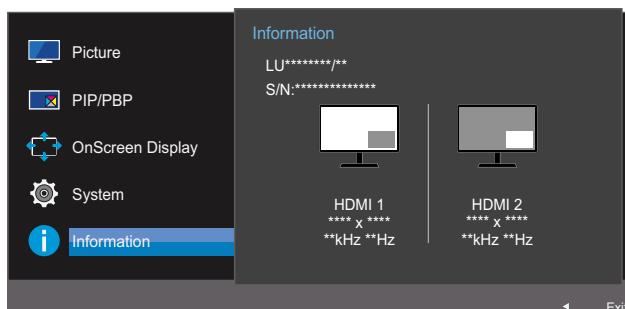 Picture
PIP/PBP
OnScreen Display
System
Information
Information
LU********/**
S/N:**************
HDMI 1
**** x ****
**kHz **Hz
HDMI 2
**** x ****
**kHz **Hz